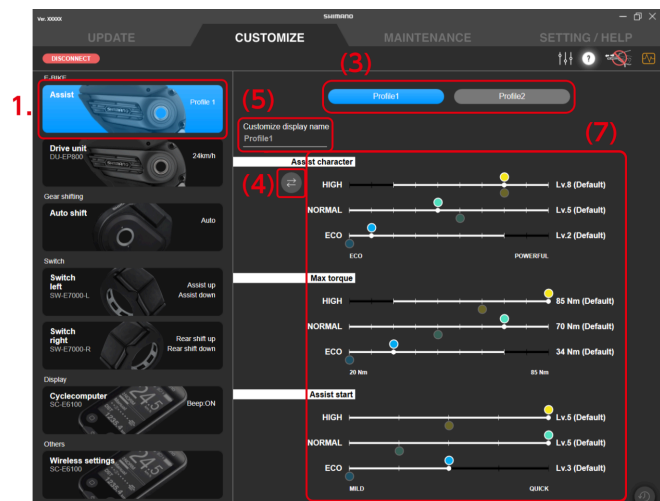 Ver. XXXXX
SHIMANO
UPDATE
CUSTOMIZE
MAINTENANCE
SETTING / HELP
DISCONNECT
?
E-BIKE
1.
Assist
Profile 1
Drive unit
DU-EP800
24km/h
Gear shifting
Auto shift
Auto
Switch
Switch
left
SW-E7000-L
Assist up
Assist down
Switch
right
SW-E7000-R
Rear shift up
Rear shift down
Display
Cyclecomputer
SC-E6100
Beep:ON
Others
Wireless settings
SC-E6100
(3)
Profile1
Profile2
(5)
Customize display name
Profile1
(7)
Assist character
(4)
HIGH
Lv.8 (Default)
NORMAL
Lv.5 (Default)
ECO
Lv.2 (Default)
ECO
POWERFUL
Max torque
HIGH
85 Nm (Default)
NORMAL
70 Nm (Default)
ECO
34 Nm (Default)
20 Nm
85 Nm
Assist start
HIGH
Lv.5 (Default)
NORMAL
Lv.5 (Default)
ECO
Lv.3 (Default)
MILD
QUICK